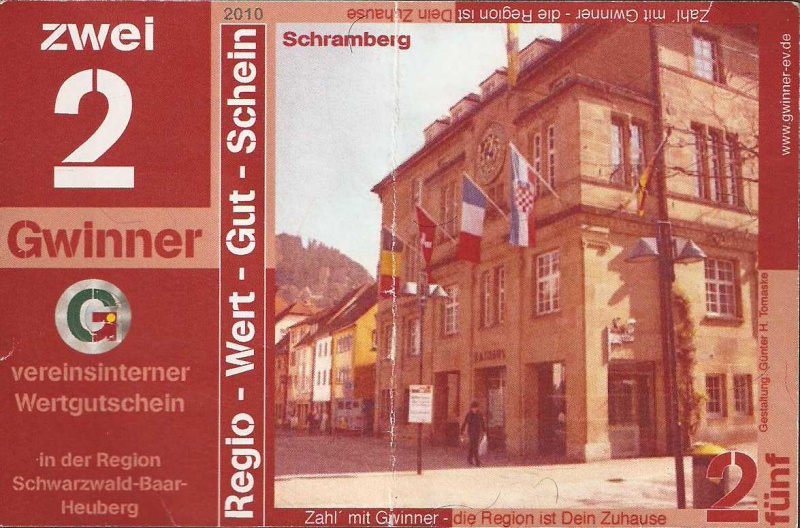 zwei
2
Gwinner
G
vereinsinterner
Wertgutschein
in der Region
Schwarzwald-Baar-
Heuberg
2010
Regio - Wert - Gut - Schein
Schramberg
Zahl´ mit Gwinner - die Region ist Dein Zuhause
www.gwinner-ev.de
RATHAUS
Gestaltung: Günter H. Tomaske
2
fünf
Zahl´ mit Gwinner - die Region ist Dein Zuhause